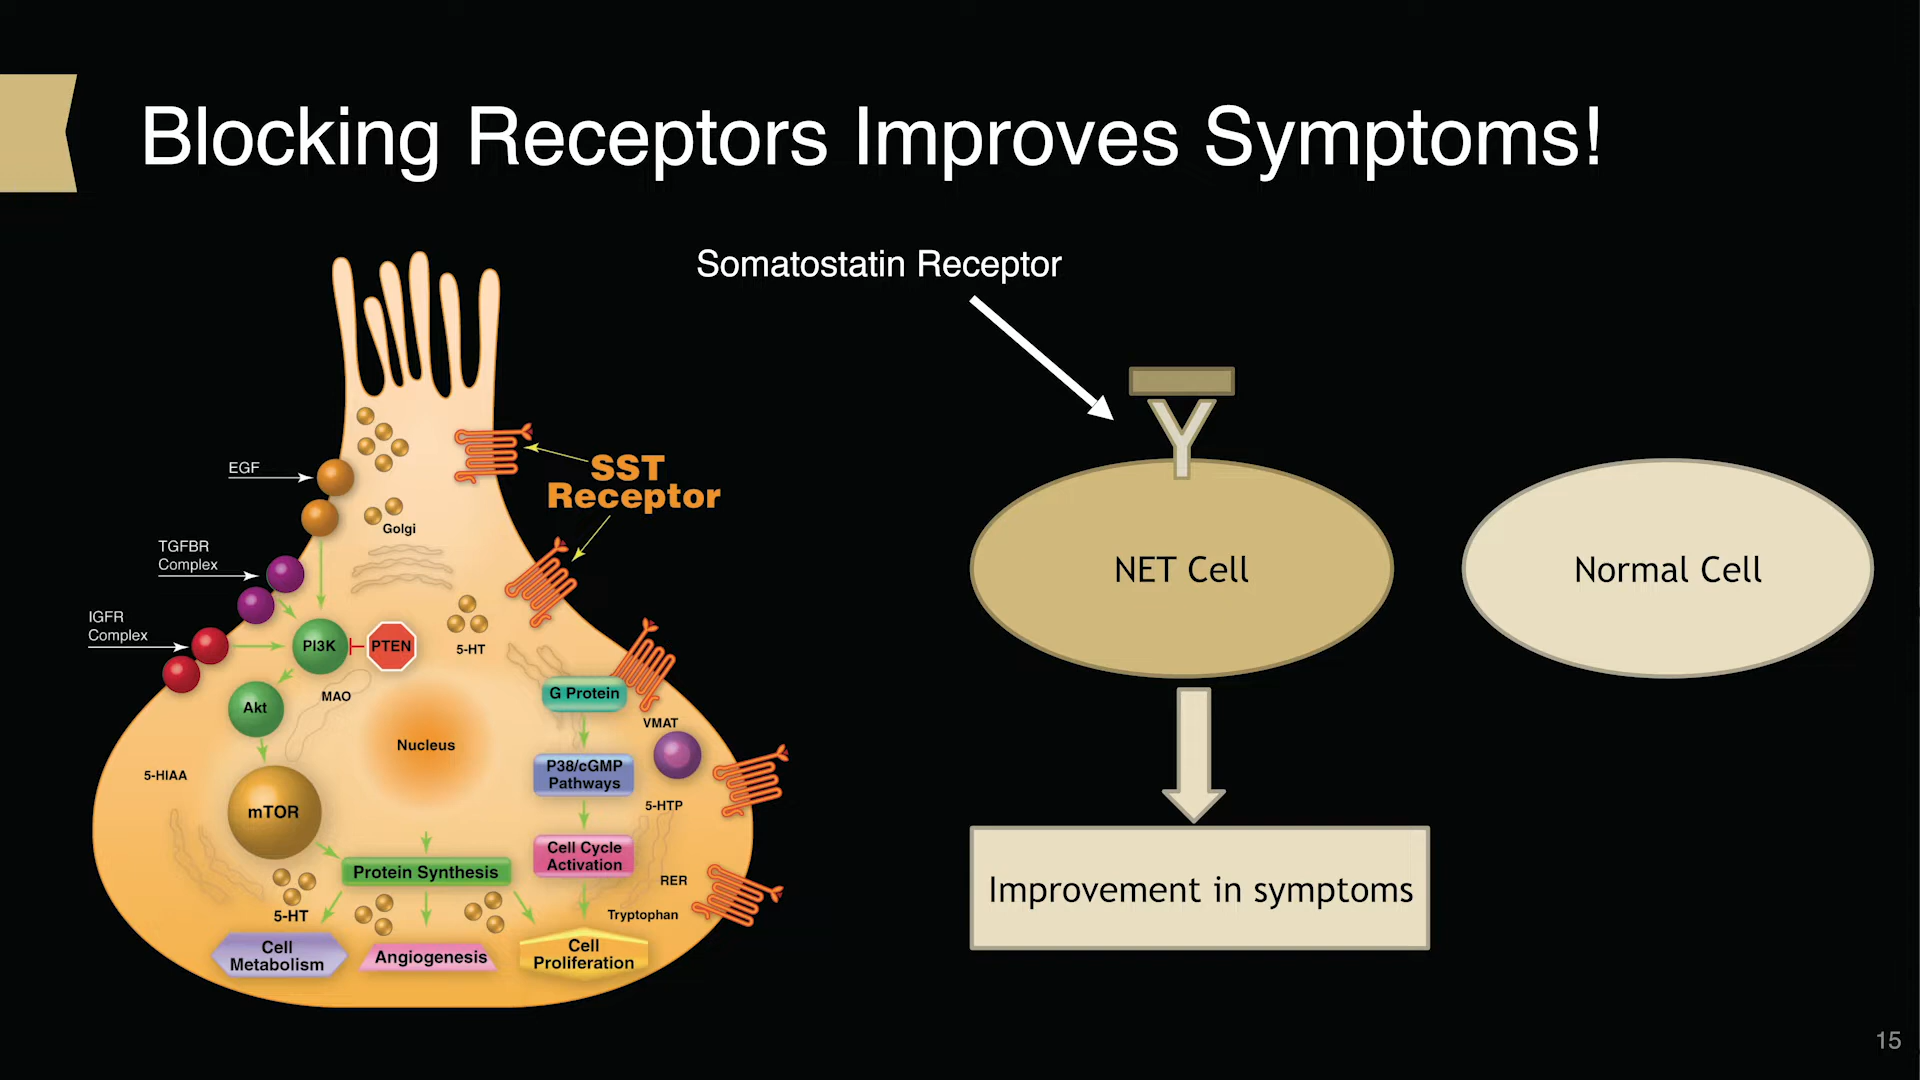 Blocking Receptors Improves Symptoms!
Somatostatin Receptor
SST
Receptor
EGF
Golgi
TGFBR
Complex
IGFR
Complex
PI3K
PTEN
5-HT
MAO
Akt
G Protein
VMAT
Nucleus
5-HIAA
P38/cGMP
Pathways
mTOR
5-HTP
Cell Cycle
Activation
Protein Synthesis
RER
5-HT
Tryptophan
Cell
Metabolism
Angiogenesis
Cell
Proliferation
NET Cell
Normal Cell
Improvement in symptoms
15